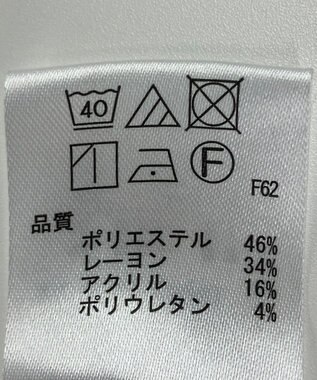 40
F
F62
品質
ポリエステル 46%
レーヨン 34%
アクリル 16%
ポリウレタン 4%